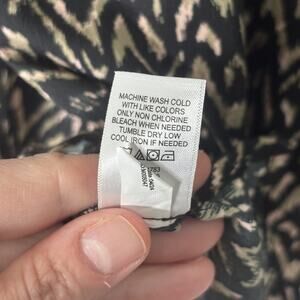 MACHINE WASH COLD
WITH LIKE COLORS
ONLY NON CHLORINE
BLEACH WHEN NEEDED
TUMBLE DRY LOW
COOL IRON IF NEEDED